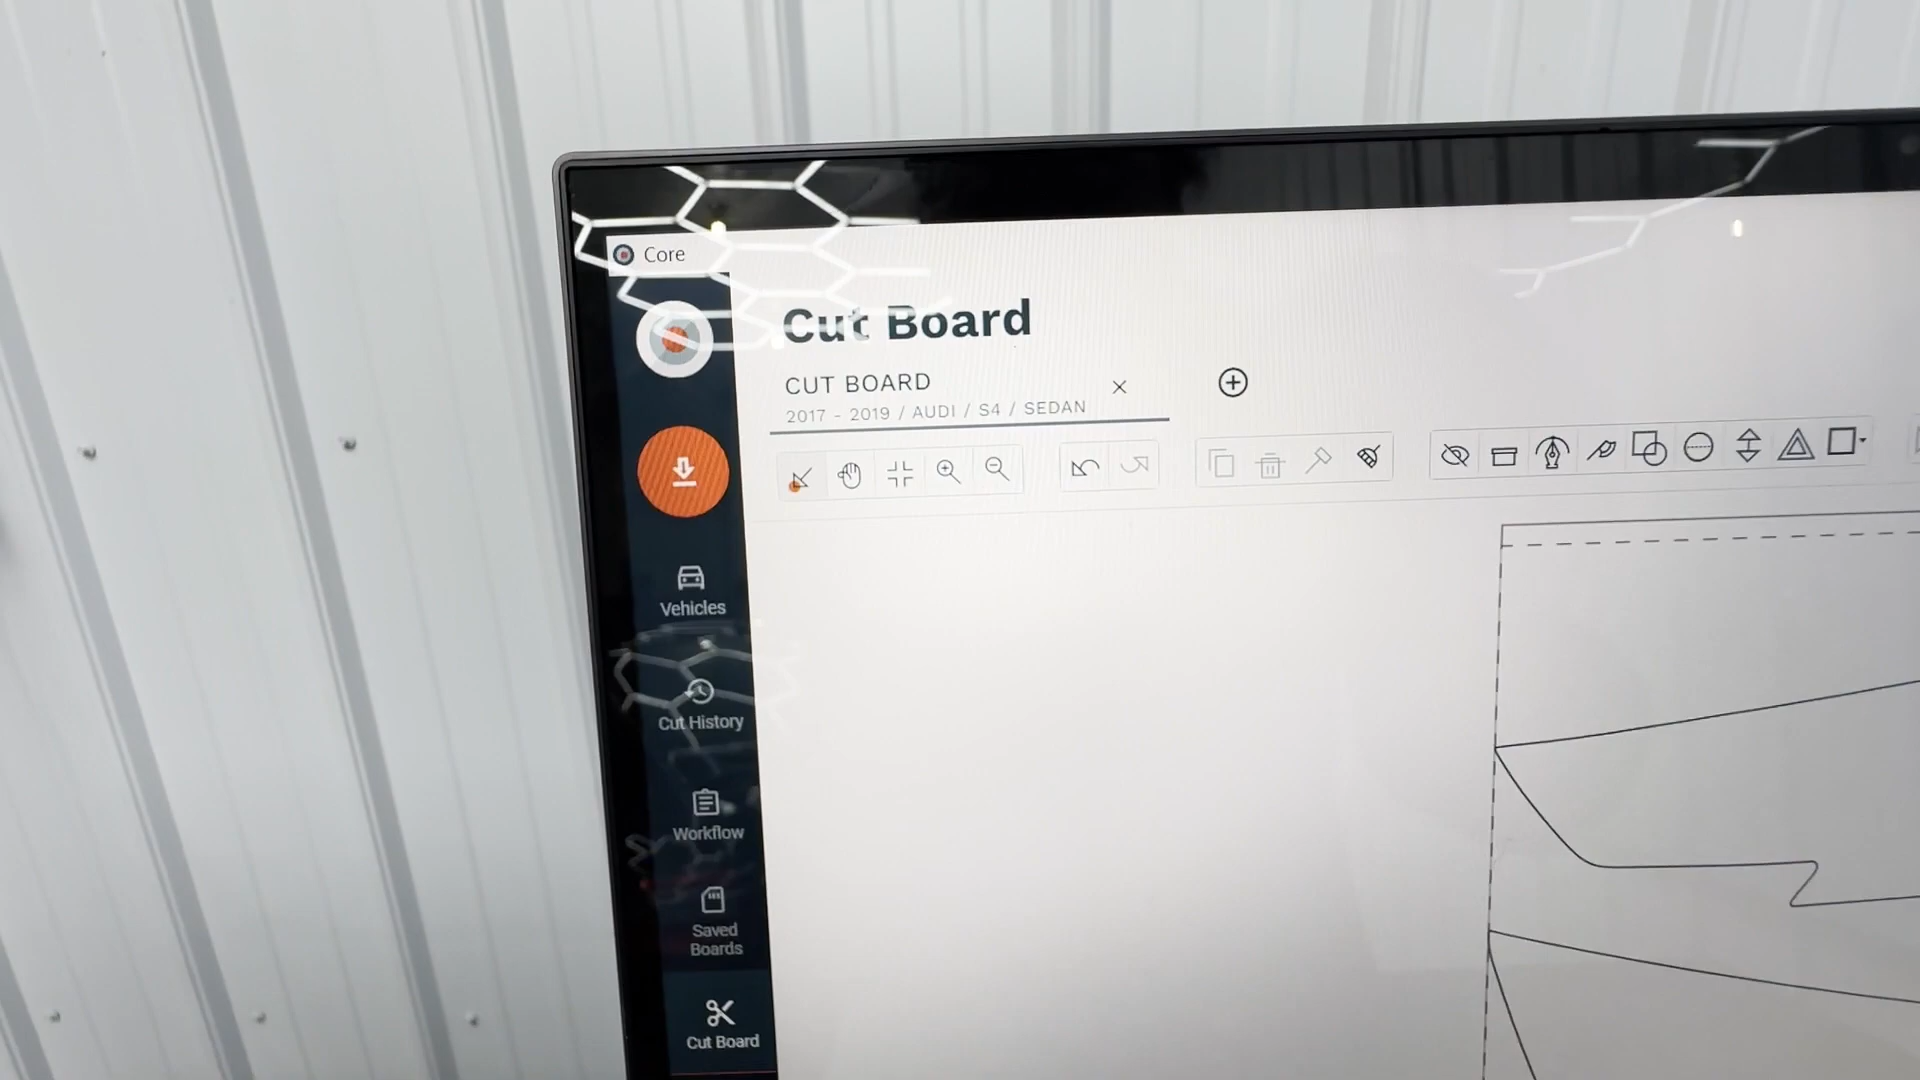 Core
Cut Board
CUT BOARD
2017 - 2019 / AUDI / S4 / SEDAN
Vehicles
Cut History
Workflow
Saved
Boards
Cut Board